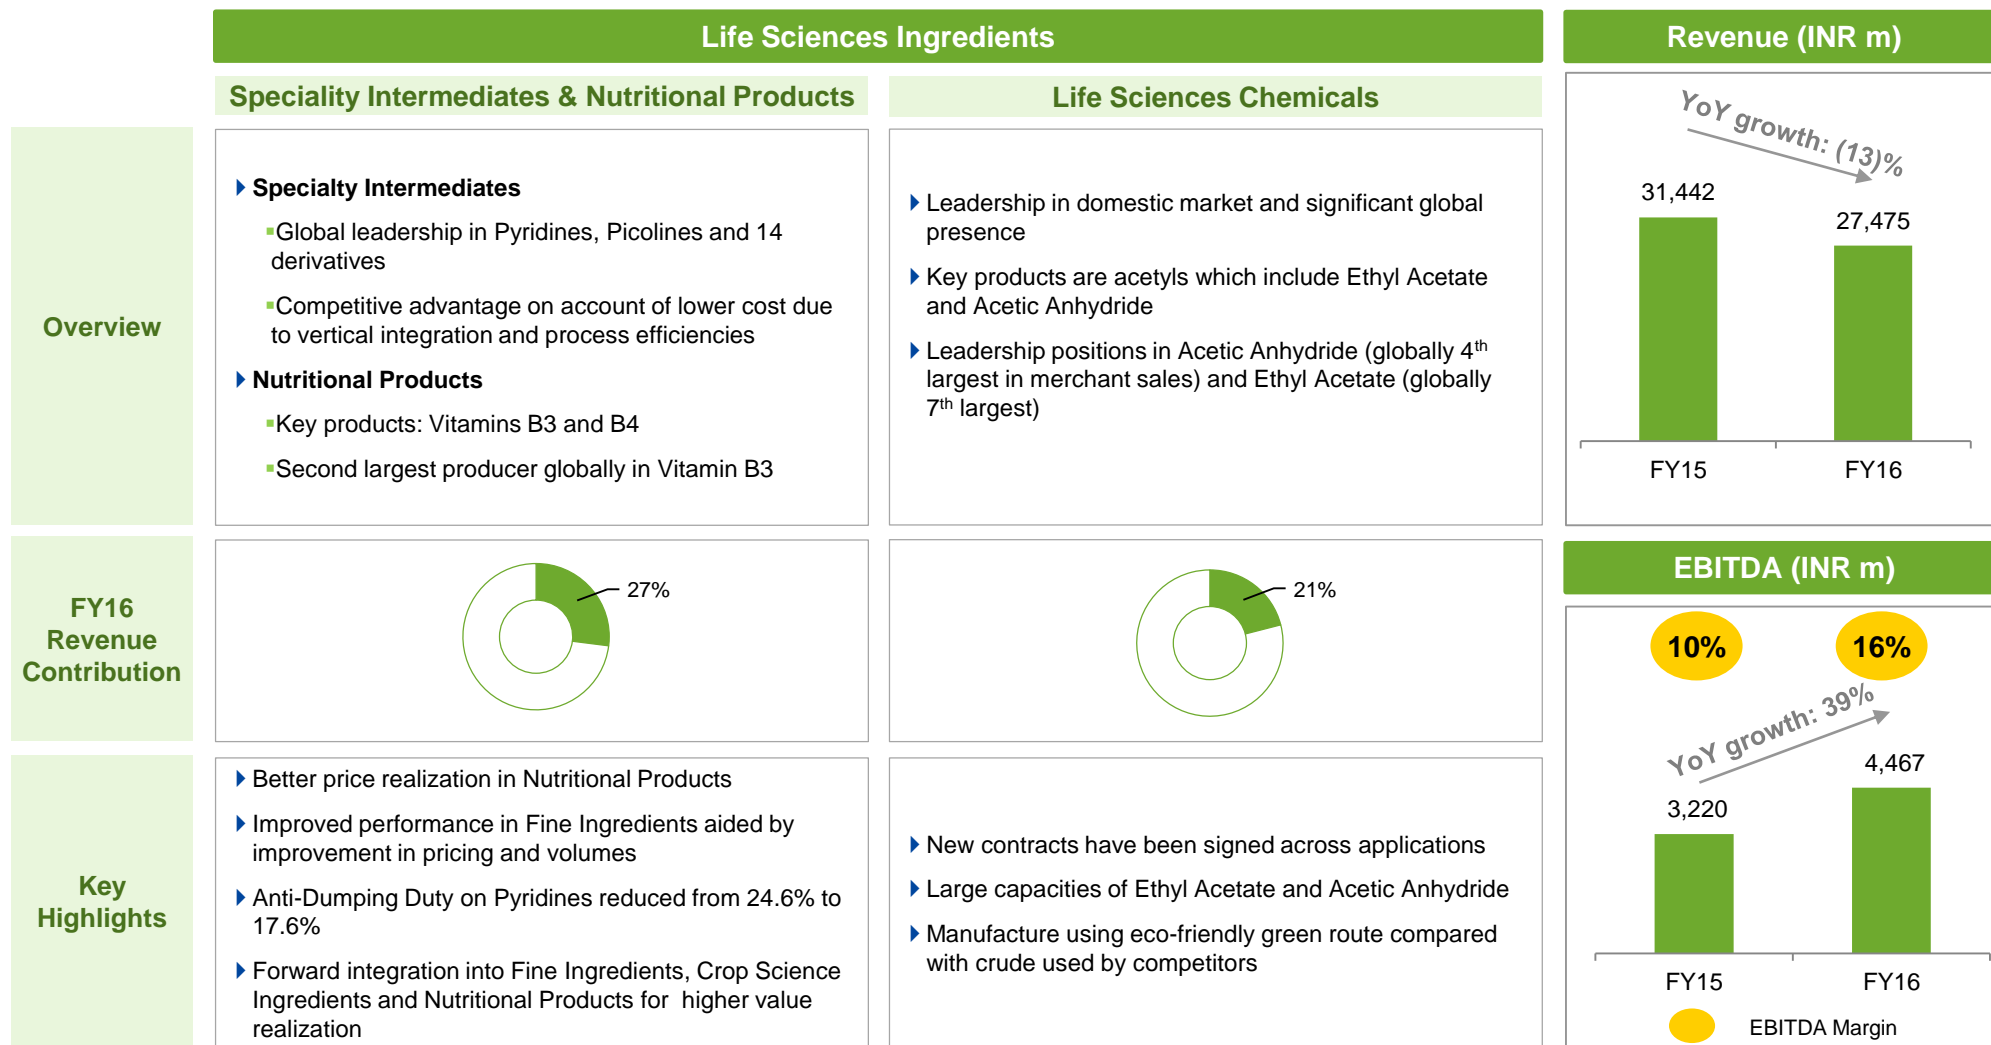 Life Sciences Ingredients
Speciality Intermediates & Nutritional Products
Life Sciences Chemicals
Overview
Specialty Intermediates
Global leadership in Pyridines, Picolines and 14
derivatives
Competitive advantage on account of lower cost due
to vertical integration and process efficiencies
Nutritional Products
Key products: Vitamins B3 and B4
Second largest producer globally in Vitamin B3
Leadership in domestic market and significant global
presence
Key products are acetyls which include Ethyl Acetate
and Acetic Anhydride
Leadership positions in Acetic Anhydride (globally 4th
largest in merchant sales) and Ethyl Acetate (globally
7th largest)
FY16
Revenue
Contribution
27%
21%
Key
Highlights
Better price realization in Nutritional Products
Improved performance in Fine Ingredients aided by
improvement in pricing and volumes
Anti-Dumping Duty on Pyridines reduced from 24.6% to
17.6%
Forward integration into Fine Ingredients, Crop Science
Ingredients and Nutritional Products for  higher value
realization
New contracts have been signed across applications
Large capacities of Ethyl Acetate and Acetic Anhydride
Manufacture using eco-friendly green route compared
with crude used by competitors
Revenue (INR m)
YoY growth: (13)%
31,442
27,475
FY15
FY16
EBITDA (INR m)
10%
16%
YoY growth: 39%
3,220
4,467
FY15
FY16
EBITDA Margin